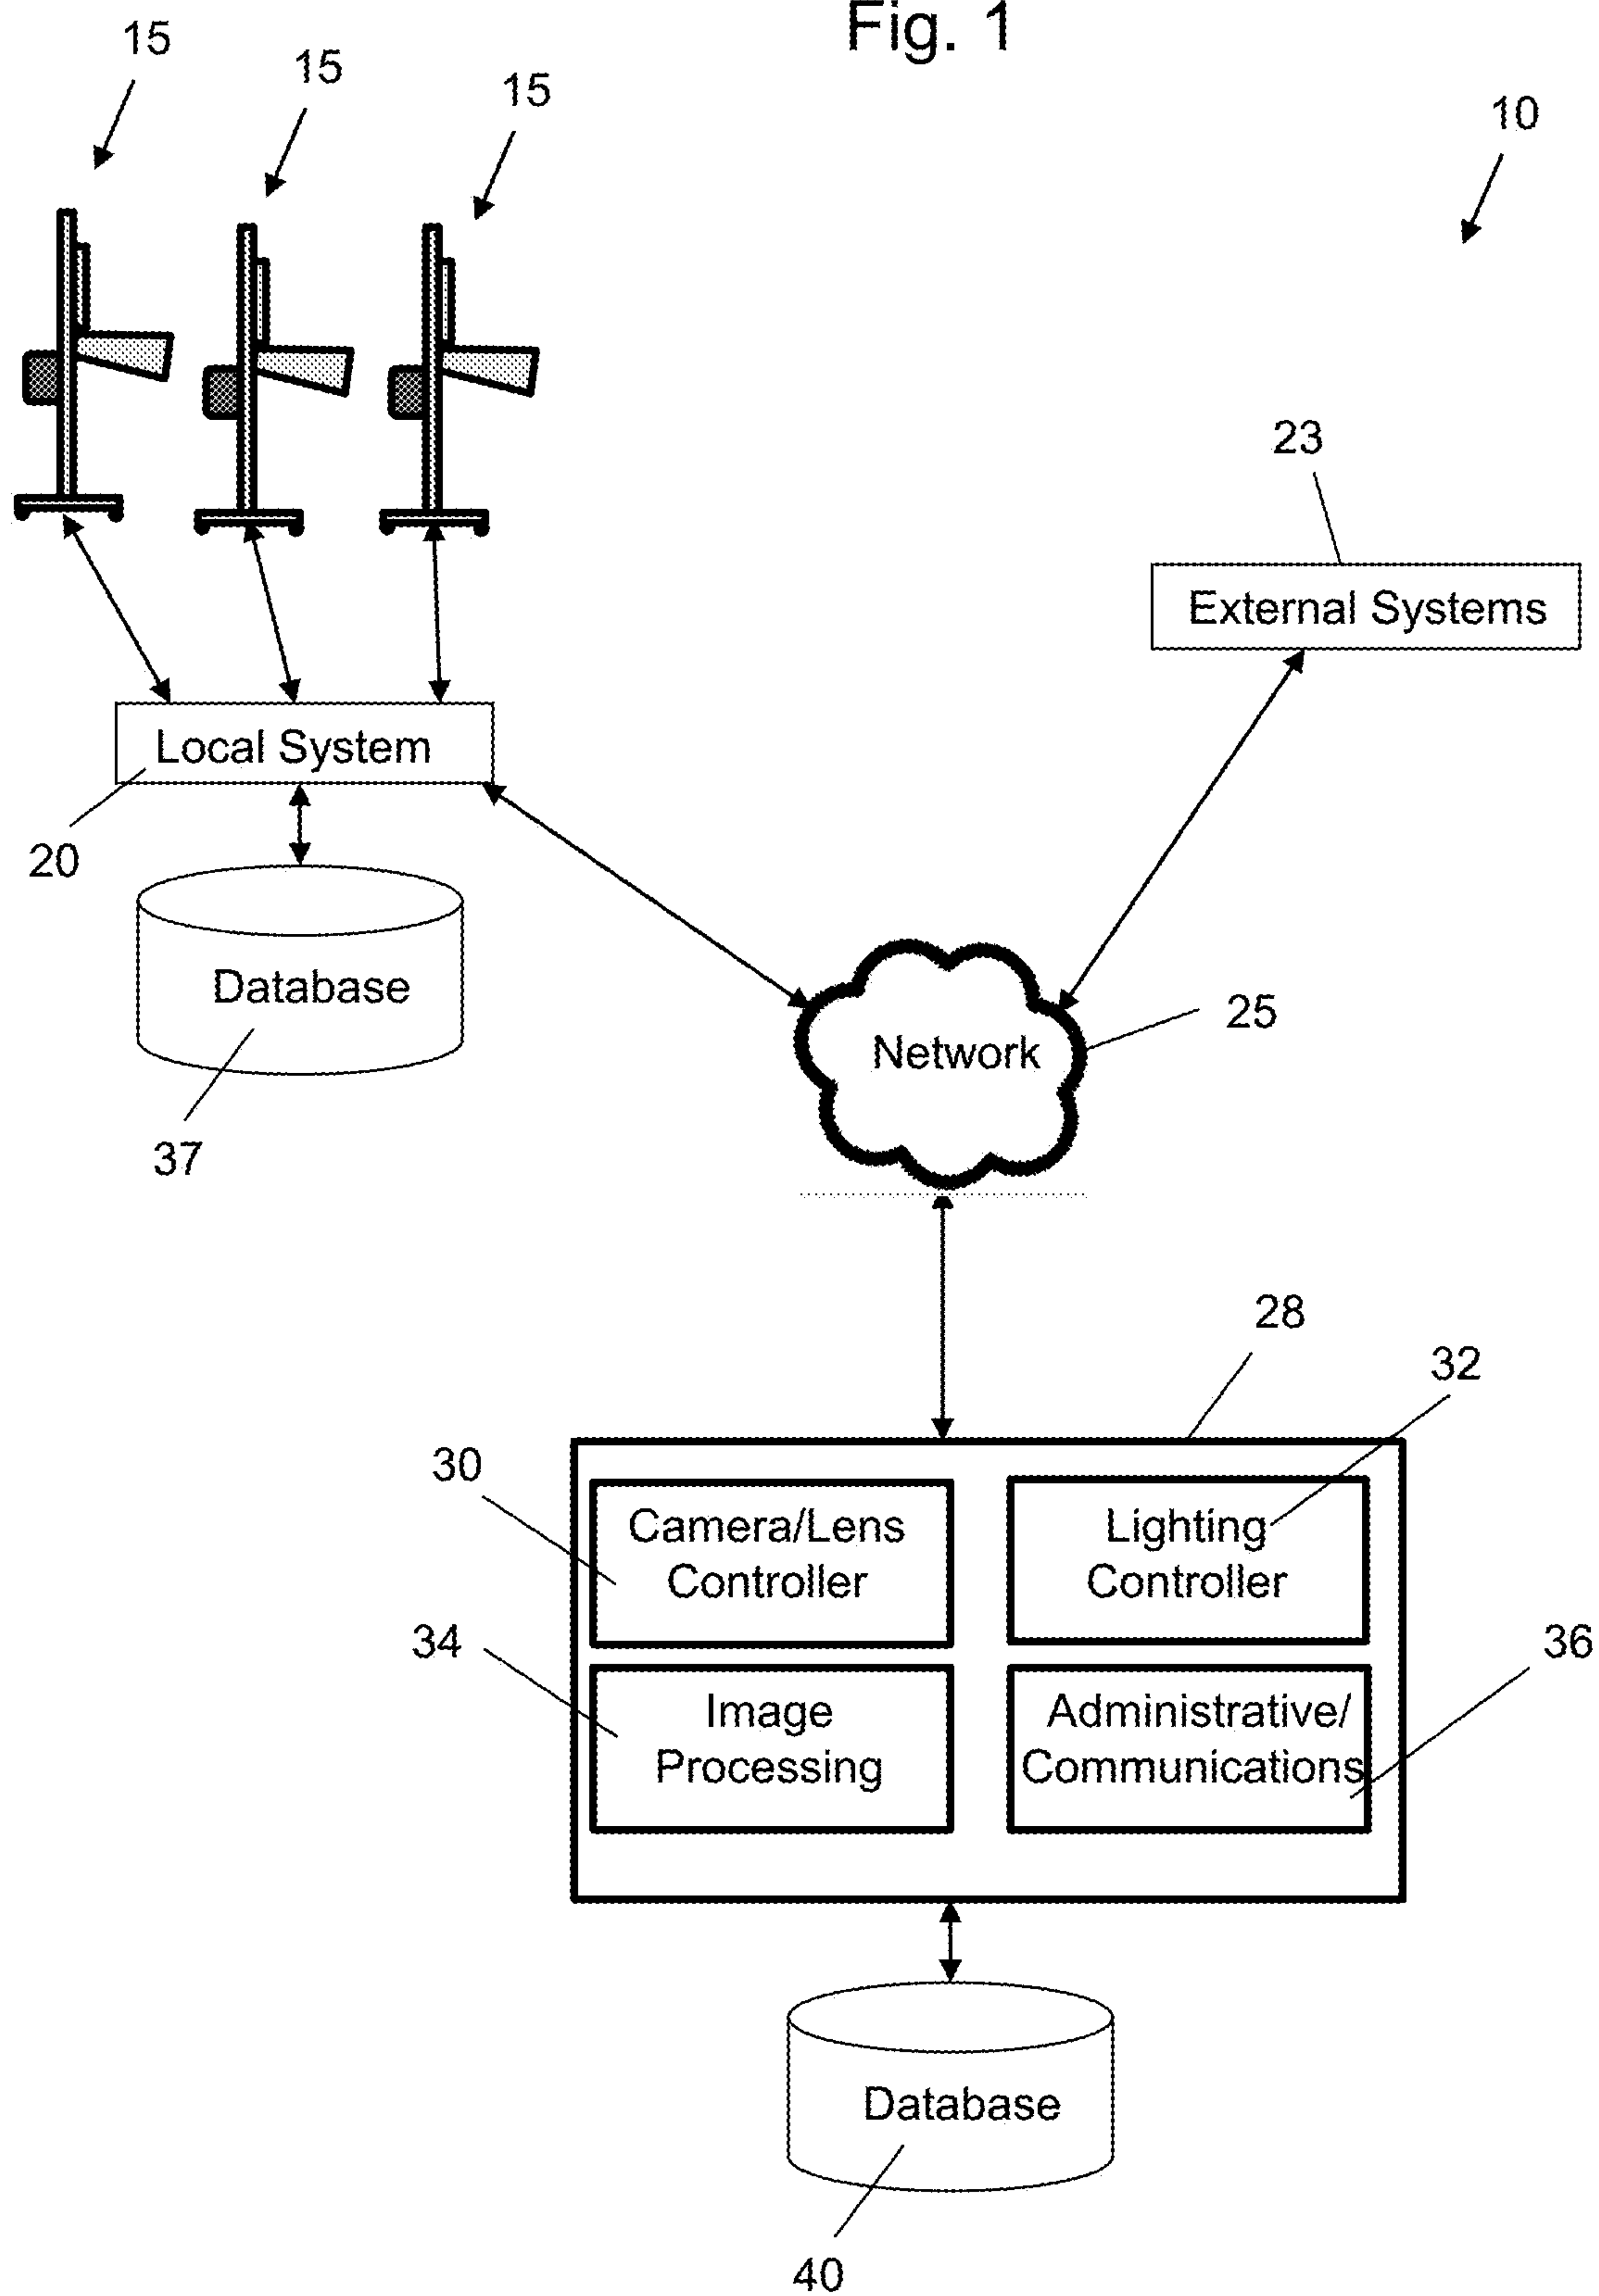 Fig. 1
15
15
15
10
23
External Systems
Local System
20
Database
37
Network
25
28
32
30
Camera/Lens
Controller
Lighting
Controller
34
36
Image
Processing
Administrative/
Communications
Database
40